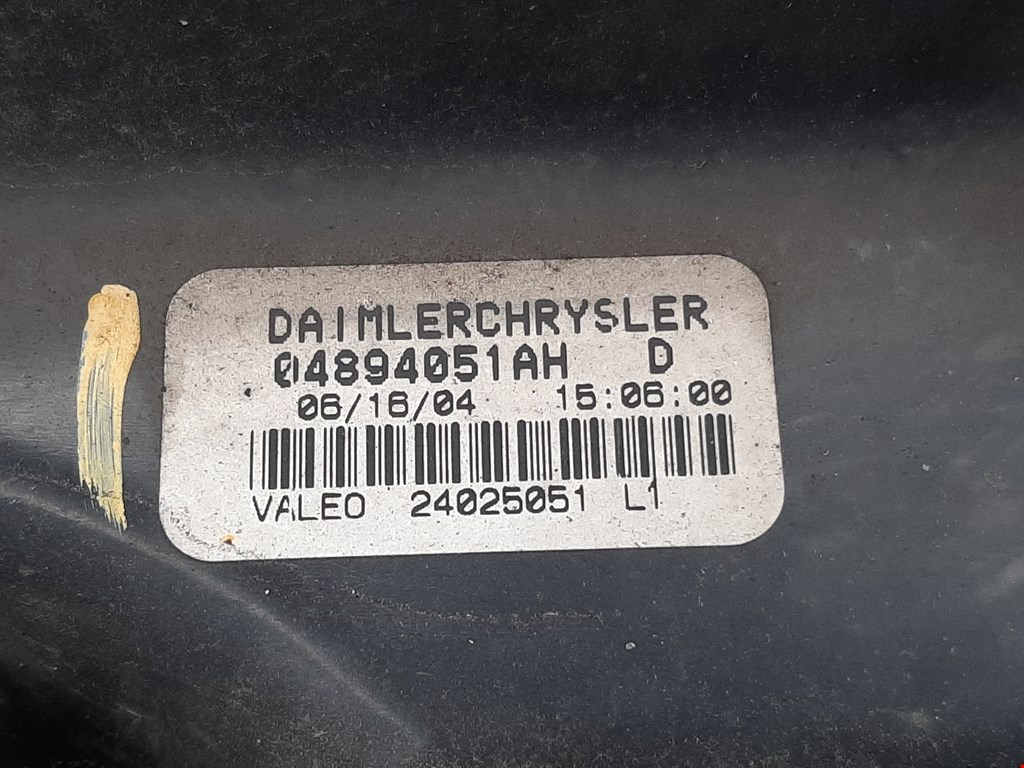 DAIMLERCHRYSLER
04894051AH D
06/16/04 15:06:00
VALEO 24025051 L1